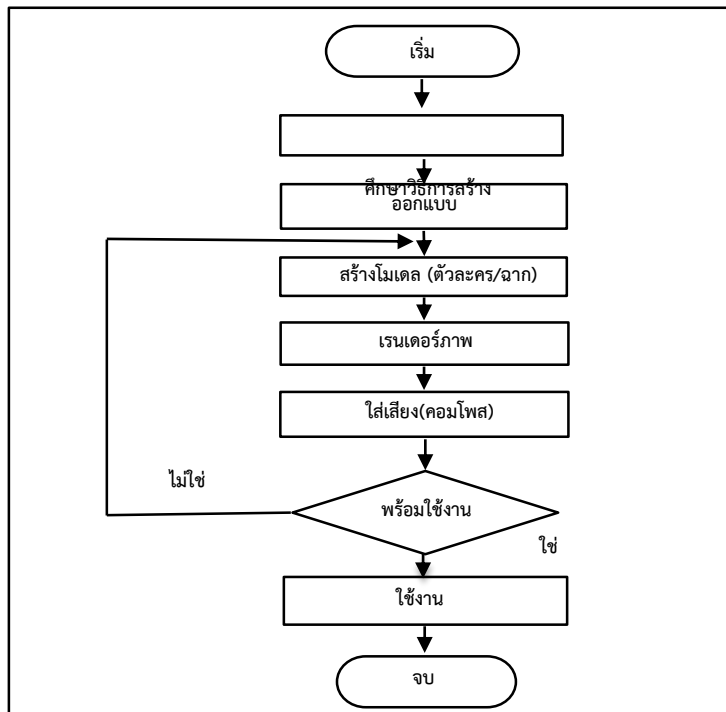 เริ่ม
ศึกษาวิธีการสร้าง
ออกแบบ
สร้างโมเดล (ตัวละคร/ฉาก)
เรนเดอร์ภาพ
ใส่เสียง(คอมโพส)
ไม่ใช่
พร้อมใช้งาน
ใช่
ใช้งาน
จบ